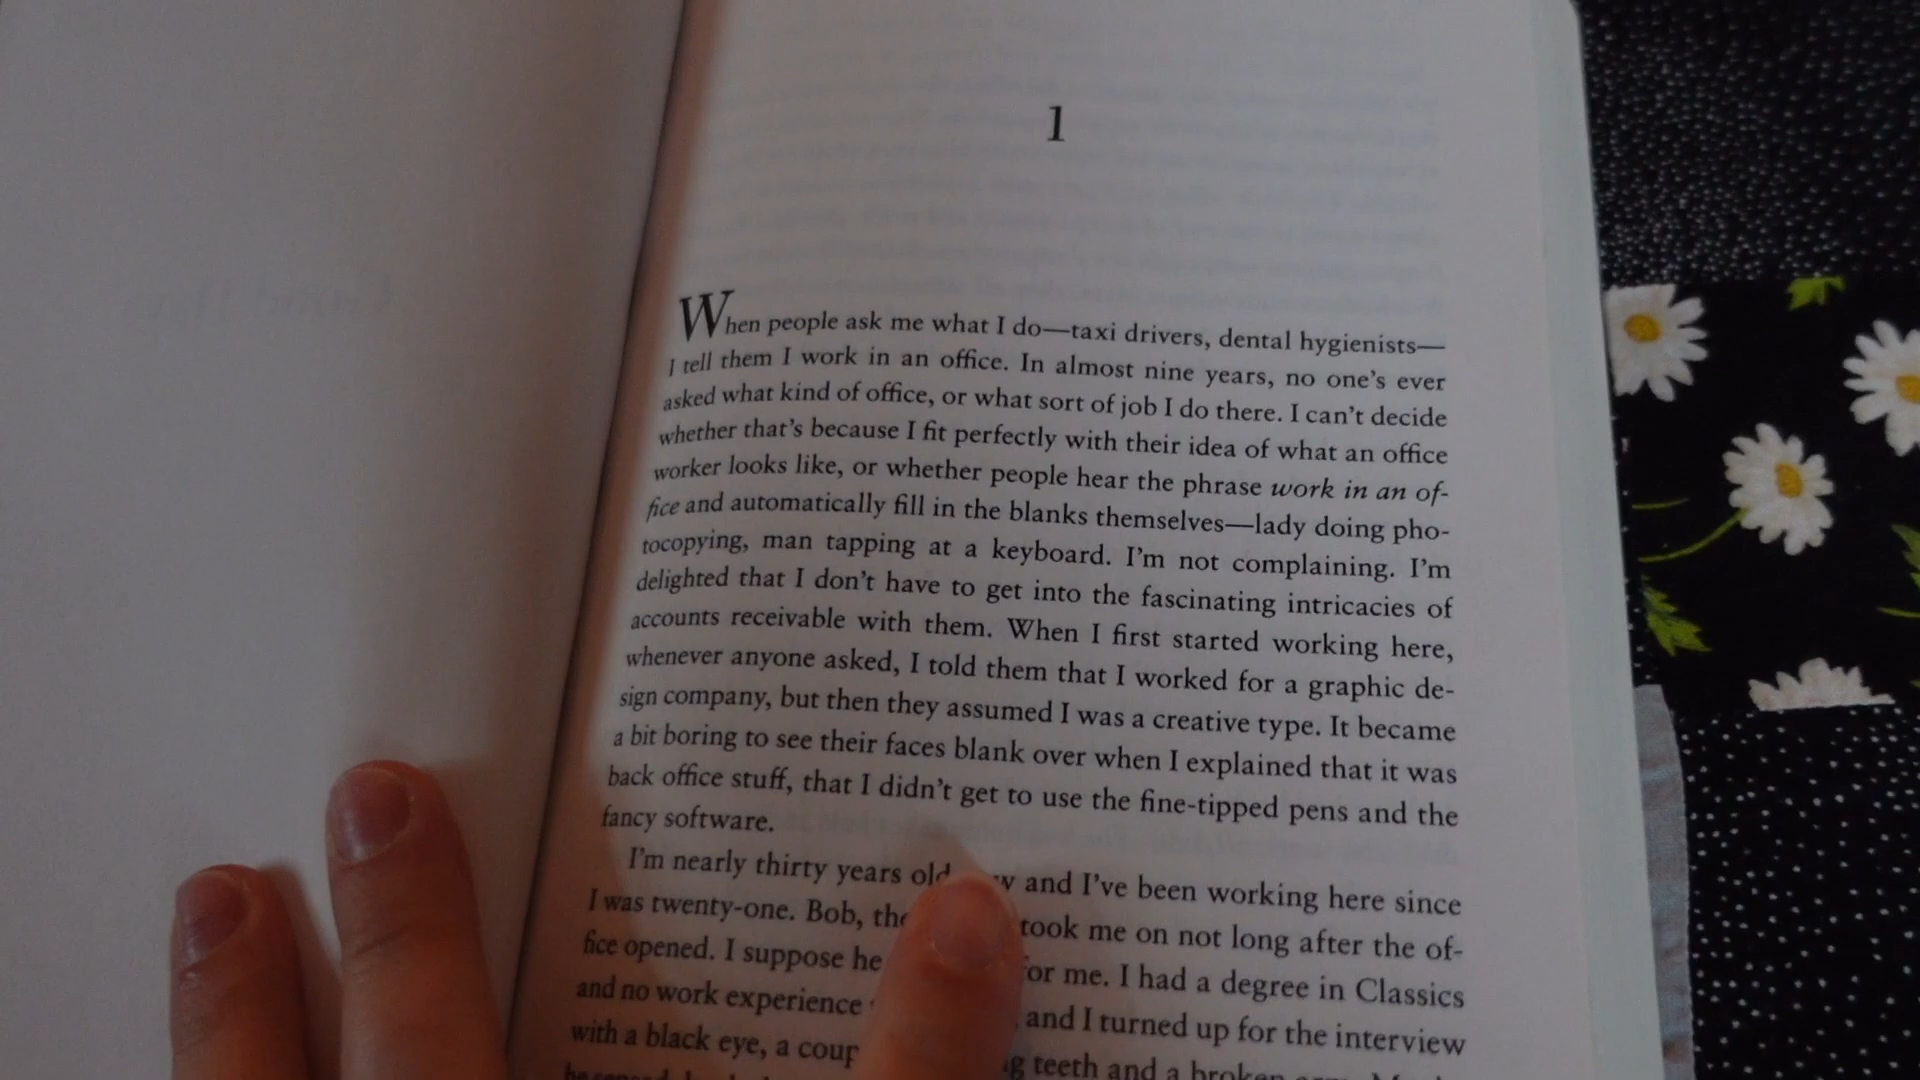 1
When people ask me what I do—taxi drivers, dental hygienists—
I tell them I work in an office. In almost nine years, no one's ever
asked what kind of office, or what sort of job I do there. I can't decide
whether that's because I fit perfectly with their idea of what an office
worker looks like, or whether people hear the phrase work in an of-
fice and automatically fill in the blanks themselves—lady doing pho-
tocopying, man tapping at a keyboard. I'm not complaining. I'm
delighted that I don't have to get into the fascinating intricacies of
accounts receivable with them. When I first started working here,
whenever anyone asked, I told them that I worked for a graphic de-
sign company, but then they assumed I was a creative type. It became
a bit boring to see their faces blank over when I explained that it was
back office stuff, that I didn't get to use the fine-tipped pens and the
fancy software.
I'm nearly thirty years old and I've been working here since
I was twenty-one. Bob, the took me on not long after the of-
fice opened. I suppose he for me. I had a degree in Classics
and no work experience and I turned up for the interview
with a black eye, a teeth and a broken